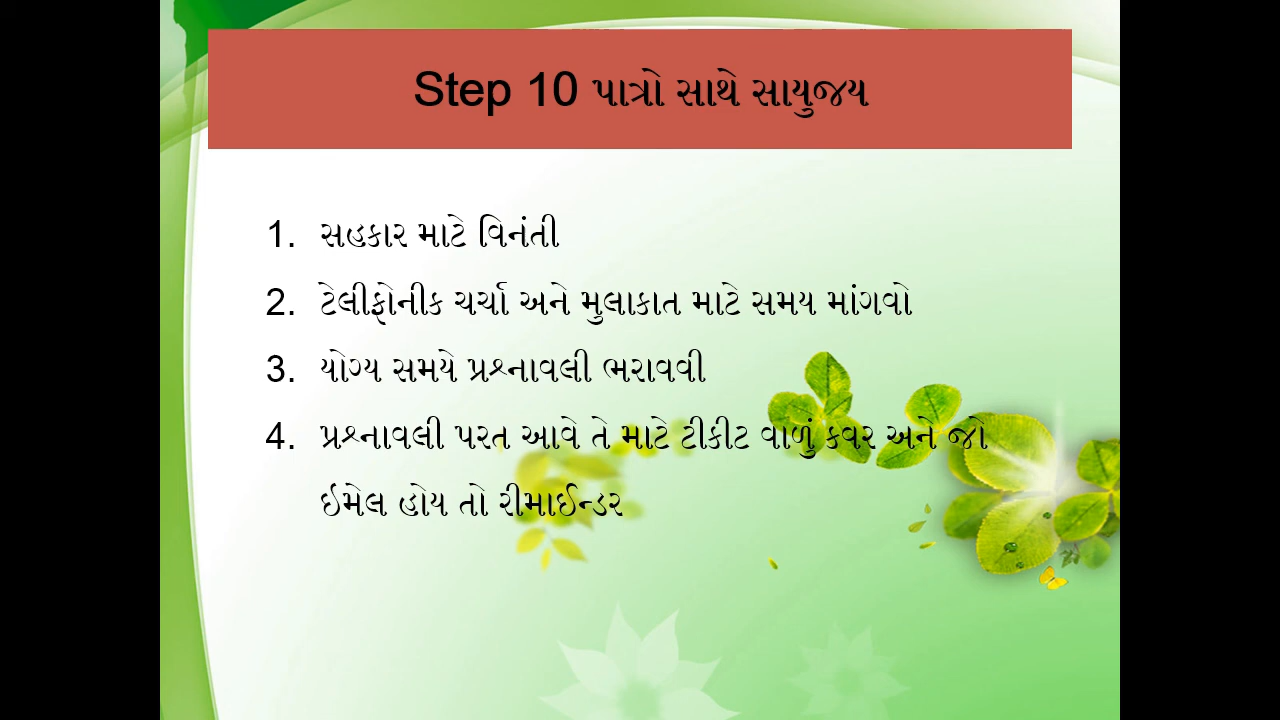 Step 10 પાત્રો સાથે સાયુજય
1. સહકાર માટે વિનંતી
2. ટેલીફોનીક ચર્ચા અને મુલાકાત માટે સમય માંગવો
3. યોગ્ય સમયે પ્રશ્નાવલી ભરાવવી
4. પ્રશ્નાવલી પરત આવે તે માટે ટીકીટ વાળું કવર અને જો
ઇમેલ હોય તો રીમાઈન્ડર